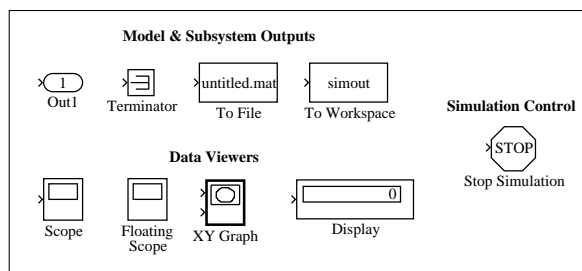 Model & Subsystem Outputs
1
Out1
Terminator
untitled.mat
To File
simout
To Workspace
Simulation Control
STOP
Stop Simulation
Data Viewers
Scope
Floating
Scope
XY Graph
0
Display